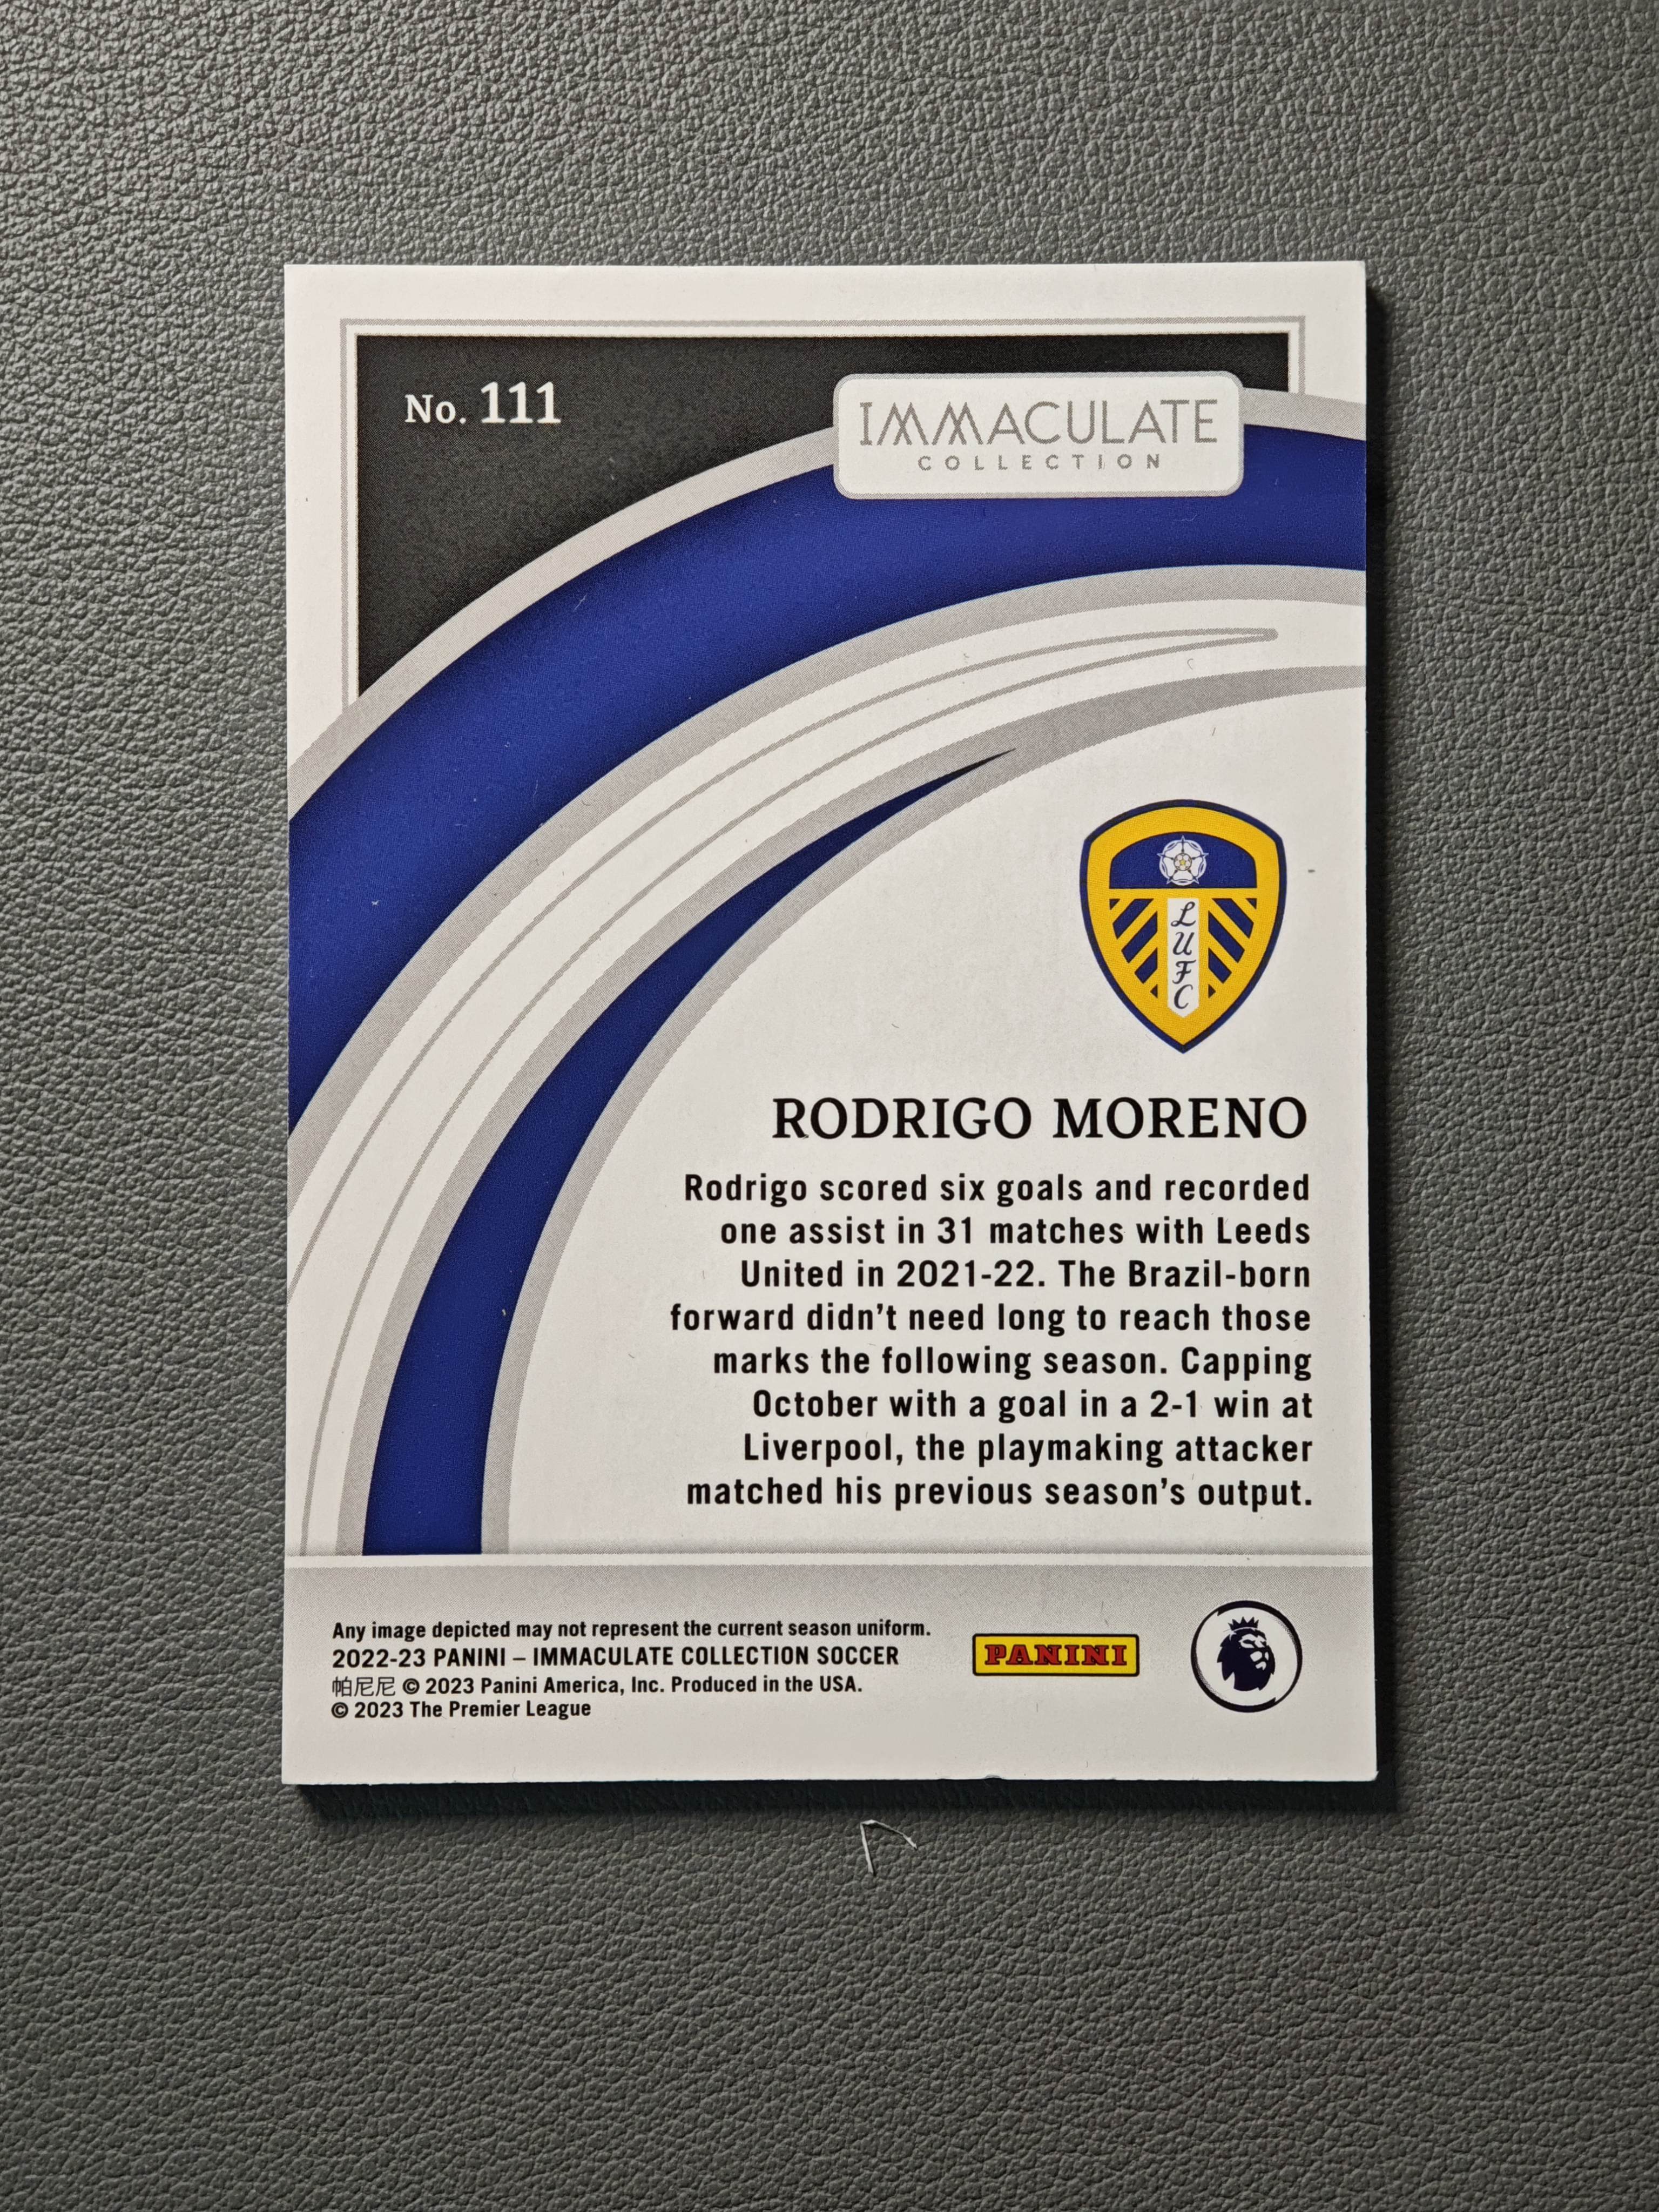 No. 111
IMMACULATE
COLLECTION
L
U
F
C
RODRIGO MORENO
Rodrigo scored six goals and recorded
one assist in 31 matches with Leeds
United in 2021-22. The Brazil-born
forward didn't need long to reach those
marks the following season. Capping
October with a goal in a 2-1 win at
Liverpool, the playmaking attacker
matched his previous season's output.
Any image depicted may not represent the current season uniform.
2022-23 PANINI – IMMACULATE COLLECTION SOCCER
帕尼尼 © 2023 Panini America, Inc. Produced in the USA.
© 2023 The Premier League
PANINI